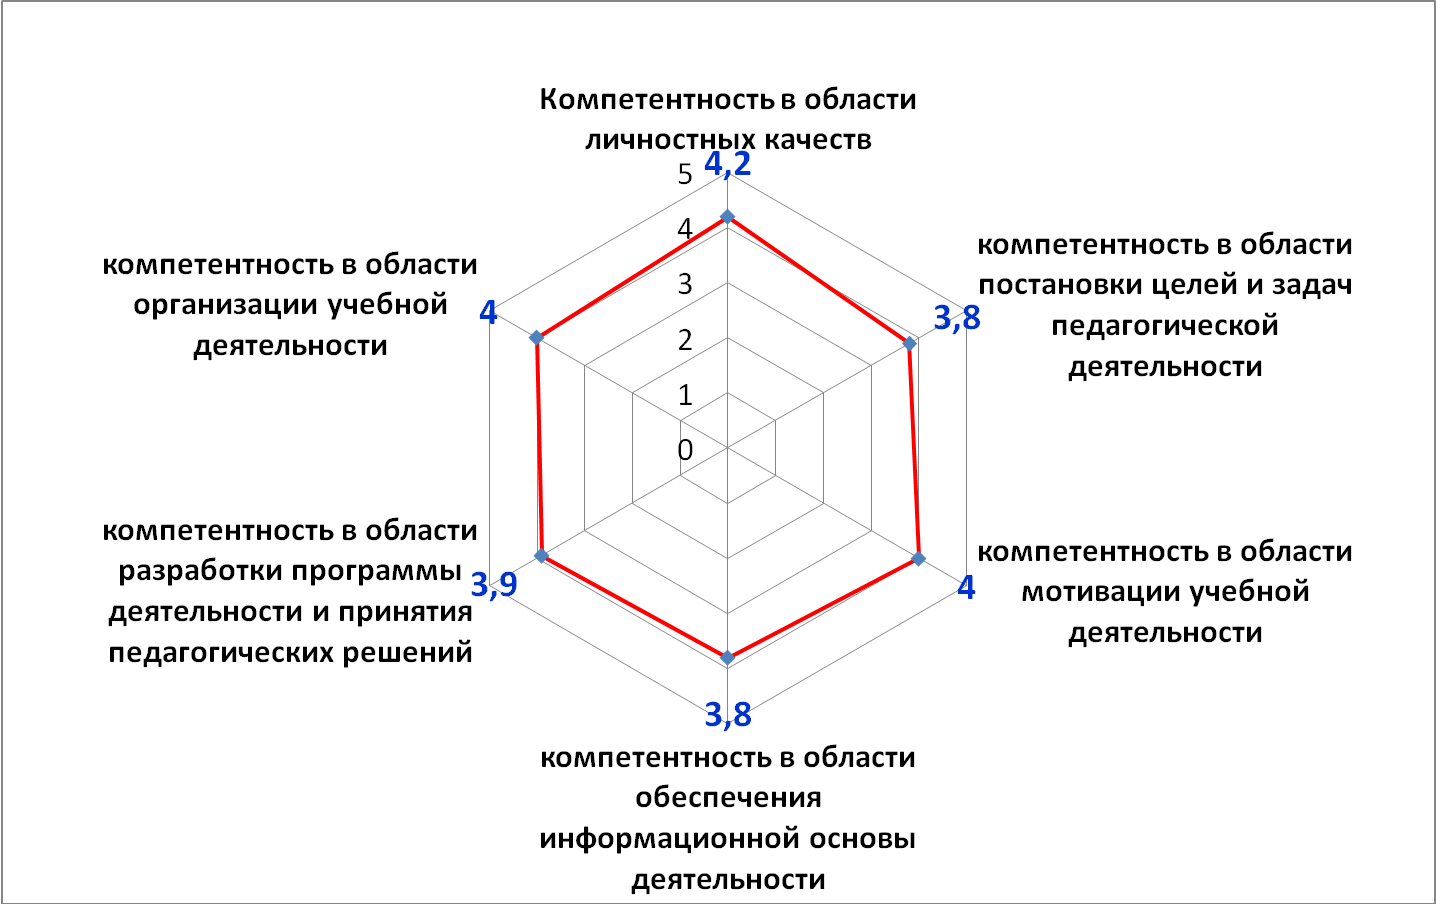 Компетентность в области
личностных качеств
4,2
5
4
3
2
1
0
компетентность в области
постановки целей и задач
педагогической
деятельности
3,8
компетентность в области
мотивации учебной
деятельности
4
3,8
компетентность в области
обеспечения
информационной основы
деятельности
компетентность в области
разработки программы
деятельности и принятия
педагогических решений
3,9
компетентность в области
организации учебной
деятельности
4